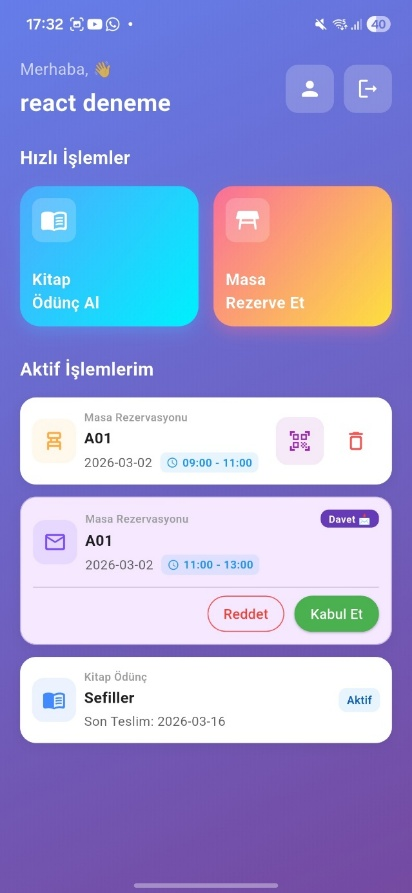 17:32
40
Merhaba, 👋
react deneme
Hızlı İşlemler
Kitap
Ödünç Al
Masa
Rezerve Et
Aktif İşlemlerim
Masa Rezervasyonu
A01
2026-03-02 09:00 - 11:00
Masa Rezervasyonu
Davet 📩
A01
2026-03-02 11:00 - 13:00
Reddet
Kabul Et
Kitap Ödünç
Sefiller
Aktif
Son Teslim: 2026-03-16